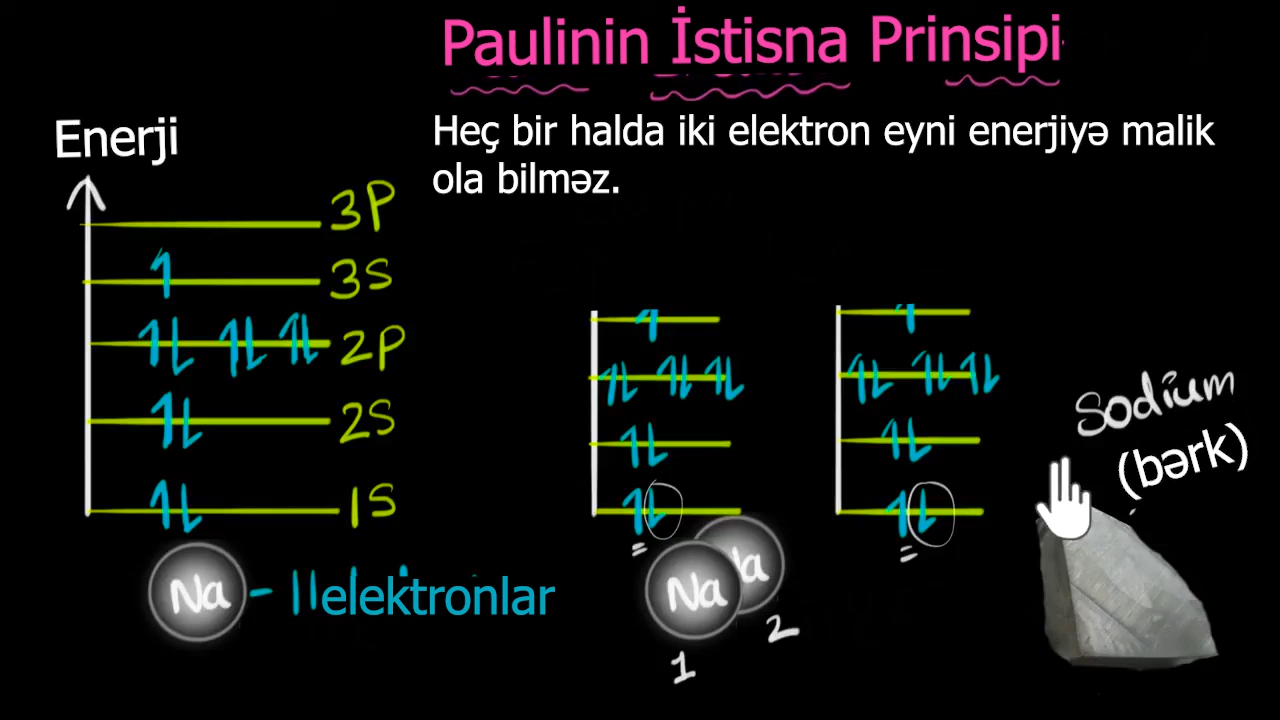 Paulinin İstisna Prinsipi
Heç bir halda iki elektron eyni enerjiyə malik
ola bilməz.
Enerji
3P
3S
2P
2S
1S
Na - 11elektronlar
Na
a
1
2
Sodium
(bərk)